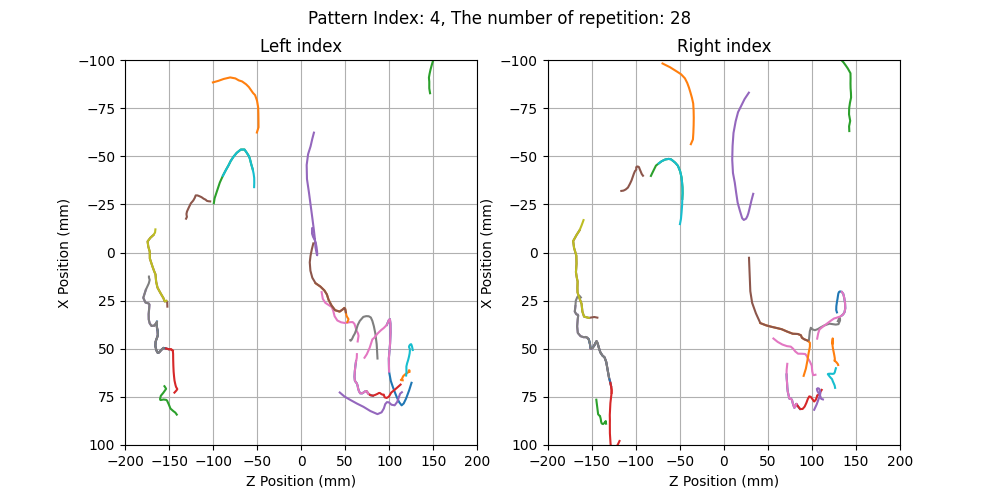 Pattern Index: 4, The number of repetition: 28
Left index
Right index
−100
−75
−50
−25
0
25
50
75
100
−200 −150 −100 −50 0 50 100 150 200
X Position (mm)
Z Position (mm)
−100
−75
−50
−25
0
25
50
75
100
−200 −150 −100 −50 0 50 100 150 200
X Position (mm)
Z Position (mm)